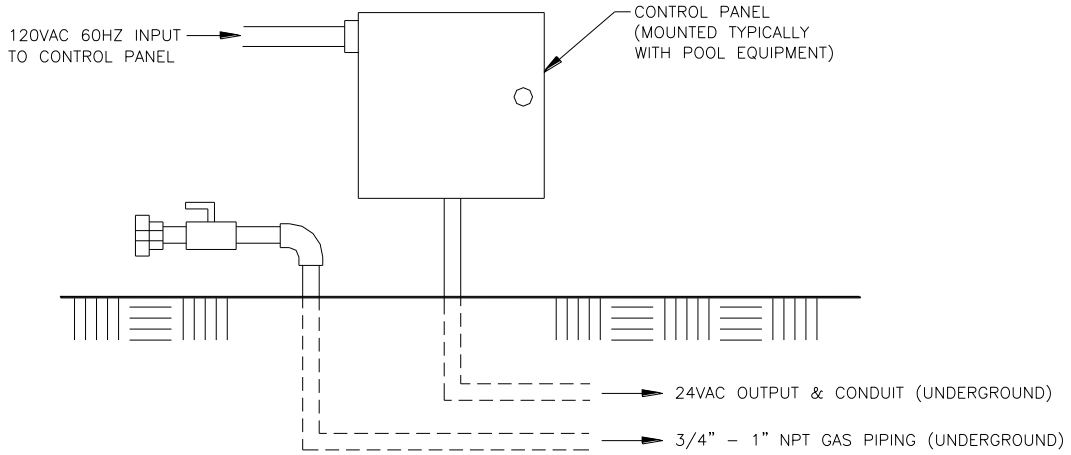 120VAC 60HZ INPUT
TO CONTROL PANEL
CONTROL PANEL
(MOUNTED TYPICALLY
WITH POOL EQUIPMENT)
24VAC OUTPUT & CONDUIT (UNDERGROUND)
3/4" - 1" NPT GAS PIPING (UNDERGROUND)